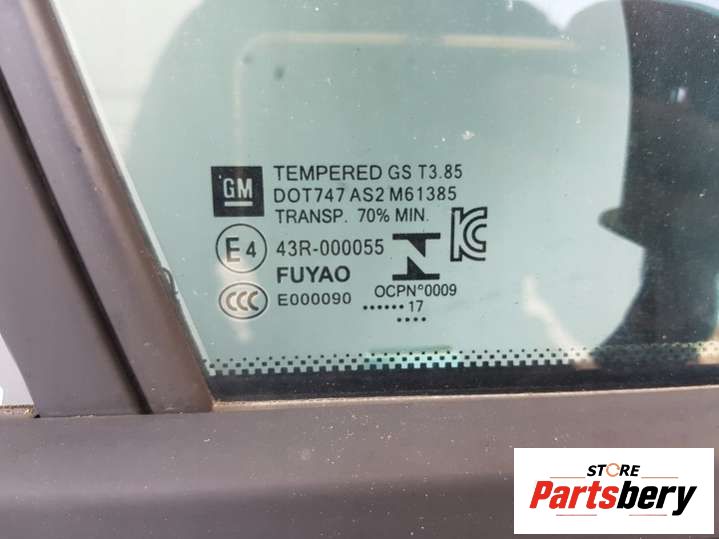 GM
TEMPERED GS T3.85
DOT747 AS2 M61385
TRANSP. 70% MIN.
E4 43R-000055
FUYAO
CCC E000090
N
KC
OCPN°0009
...... 17
....
STORE
Partsbery